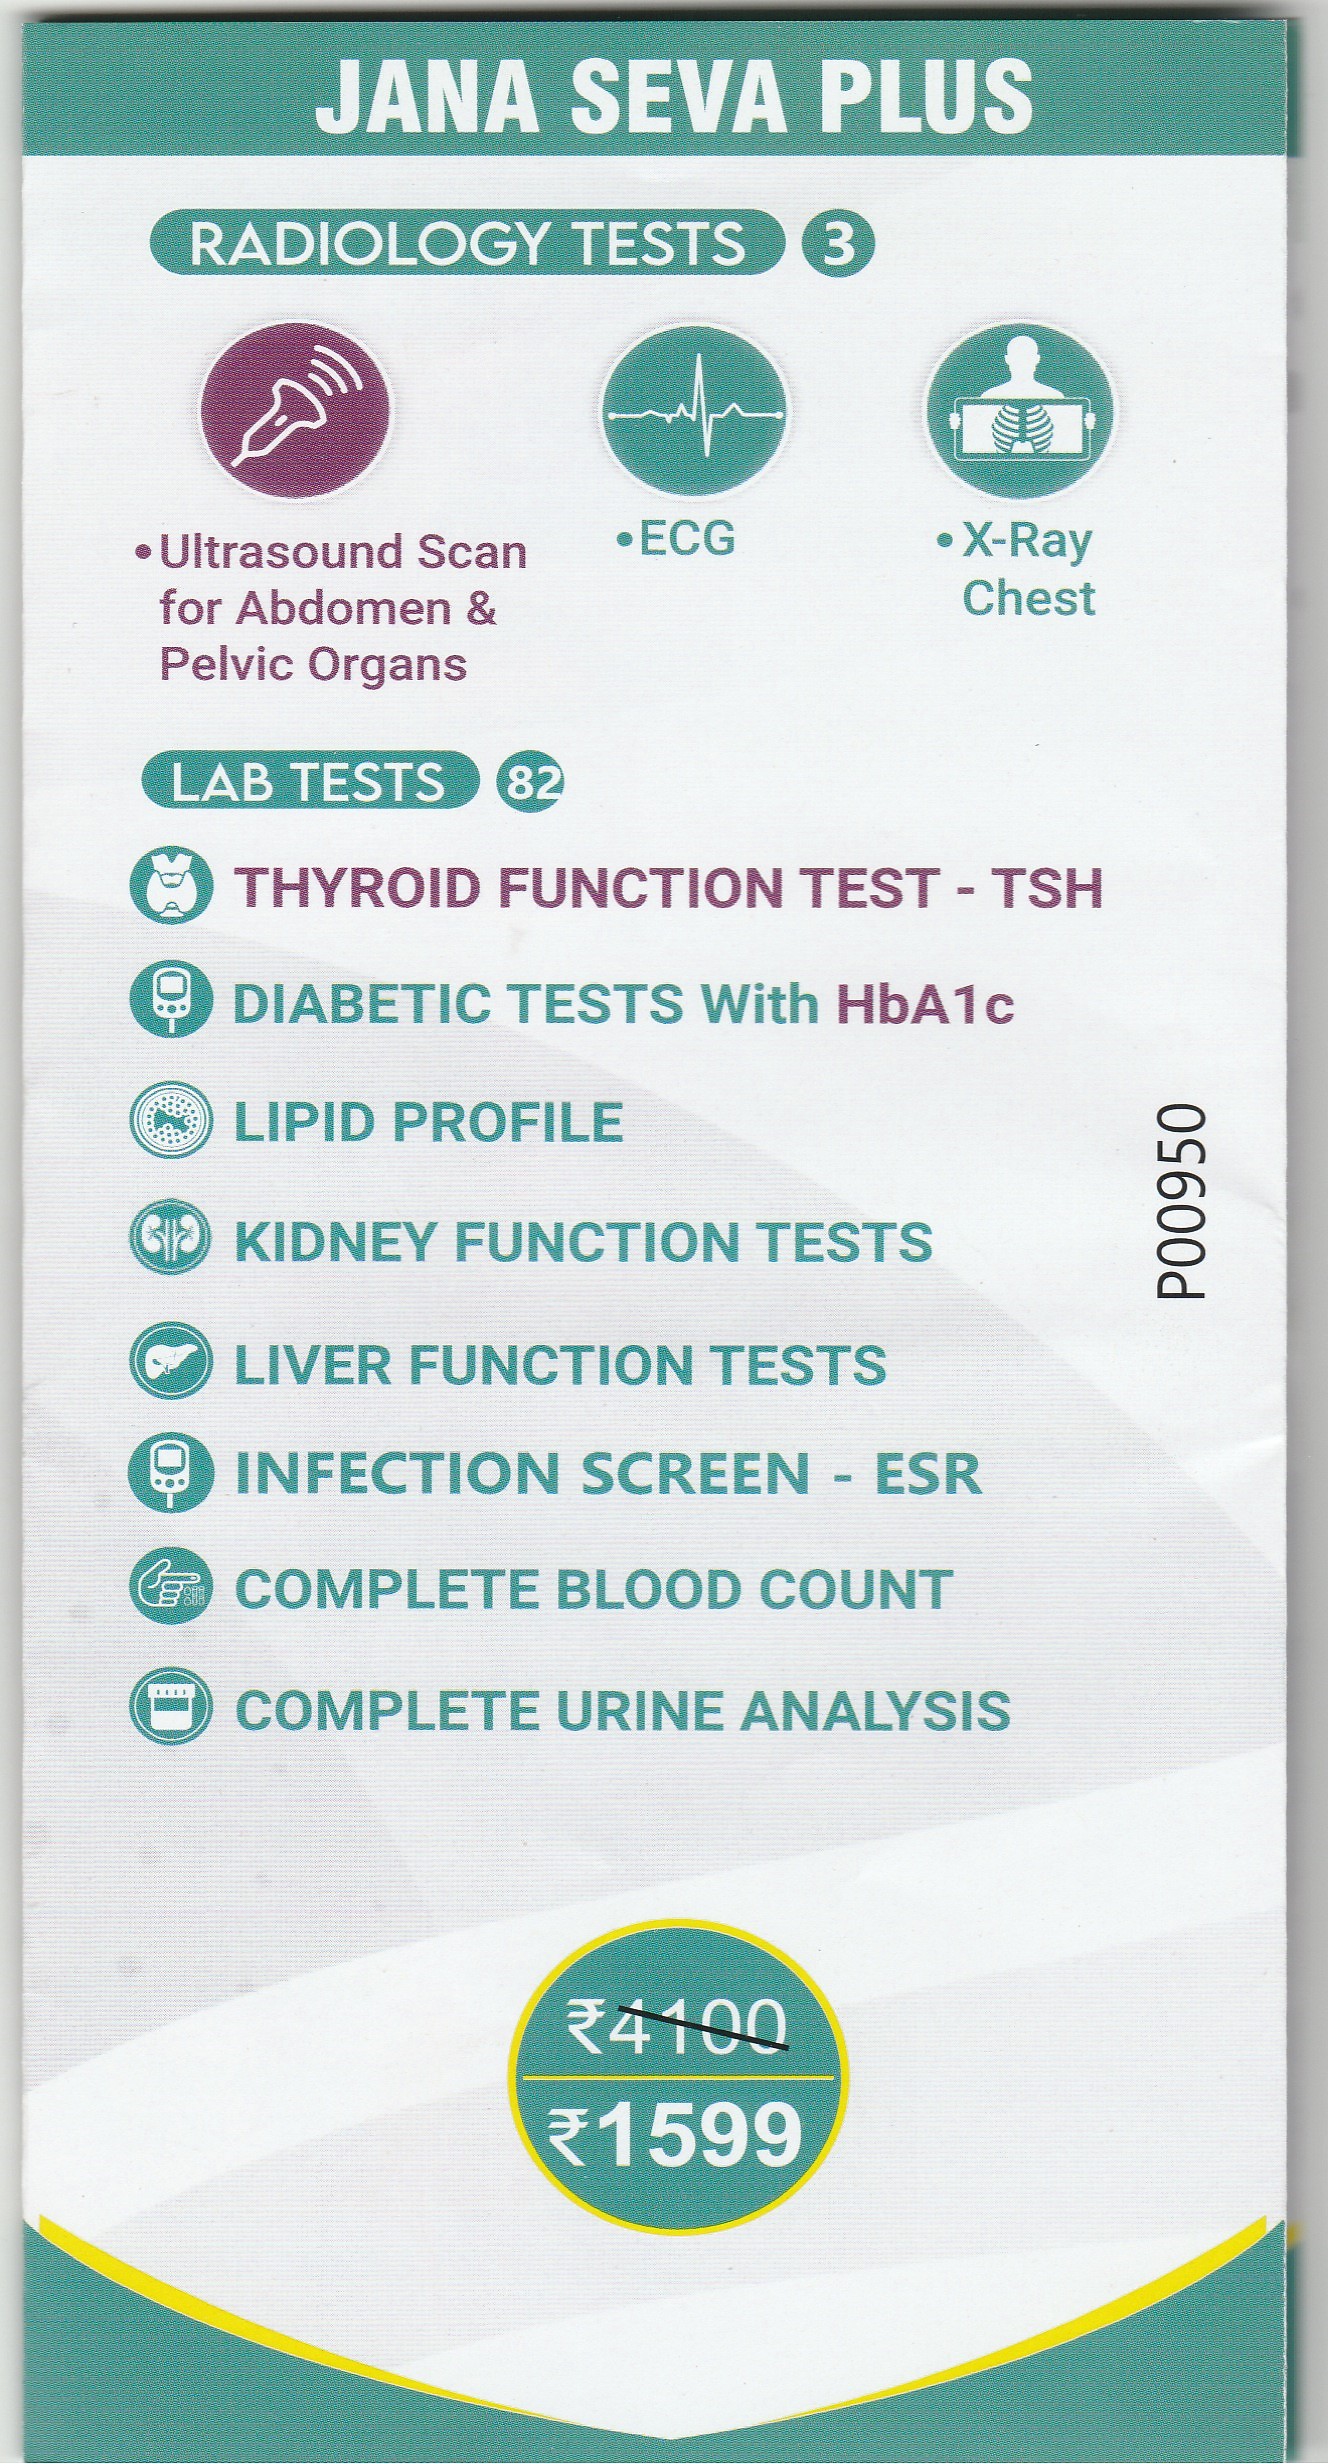 JANA SEVA PLUS
RADIOLOGY TESTS 3
•Ultrasound Scan
for Abdomen &
Pelvic Organs
•ECG
•X-Ray
Chest
LAB TESTS 82
THYROID FUNCTION TEST - TSH
DIABETIC TESTS With HbA1c
LIPID PROFILE
KIDNEY FUNCTION TESTS
LIVER FUNCTION TESTS
INFECTION SCREEN - ESR
COMPLETE BLOOD COUNT
COMPLETE URINE ANALYSIS
P00950
₹4100
₹1599